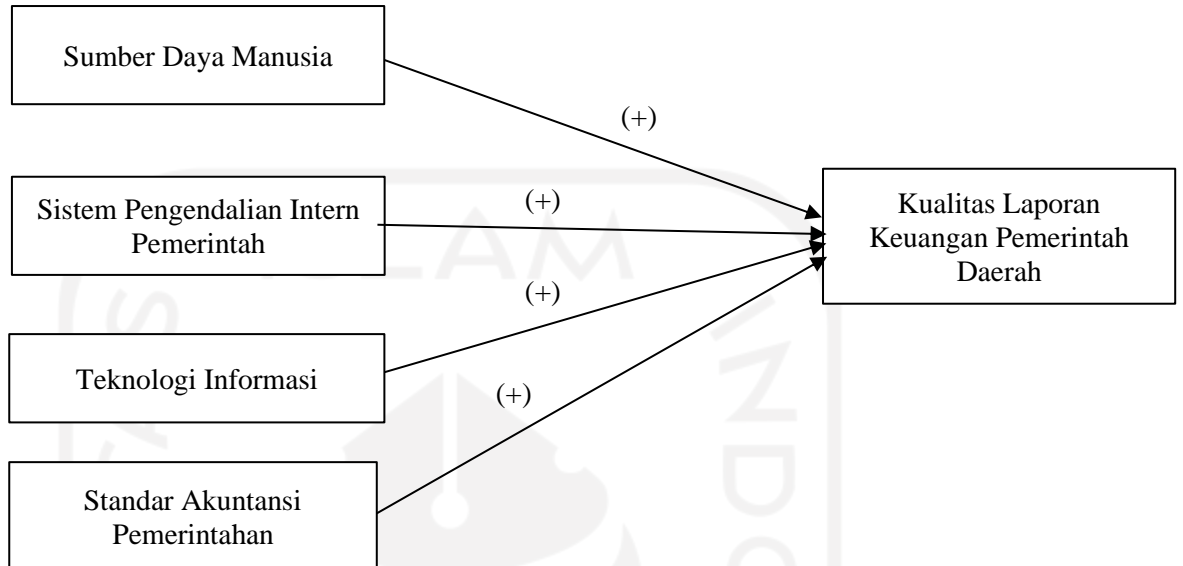 Sumber Daya Manusia
(+)
Sistem Pengendalian Intern
Pemerintah
(+)
Kualitas Laporan
Keuangan Pemerintah
Daerah
(+)
Teknologi Informasi
(+)
Standar Akuntansi
Pemerintahan